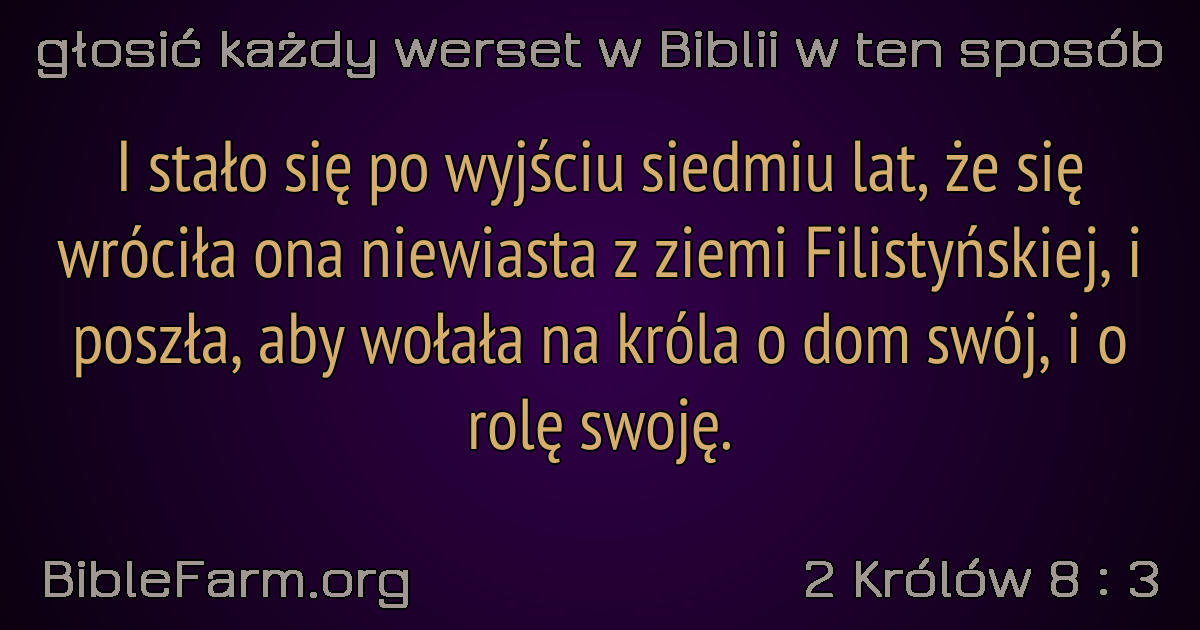 głosić każdy werset w Biblii w ten sposób
I stało się po wyjściu siedmiu lat, że się
wróciła ona niewiasta z ziemi Filistyńskiej, i
poszła, aby wołała na króla o dom swój, i o
rolę swoję.
BibleFarm.org
2 Królów 8 : 3